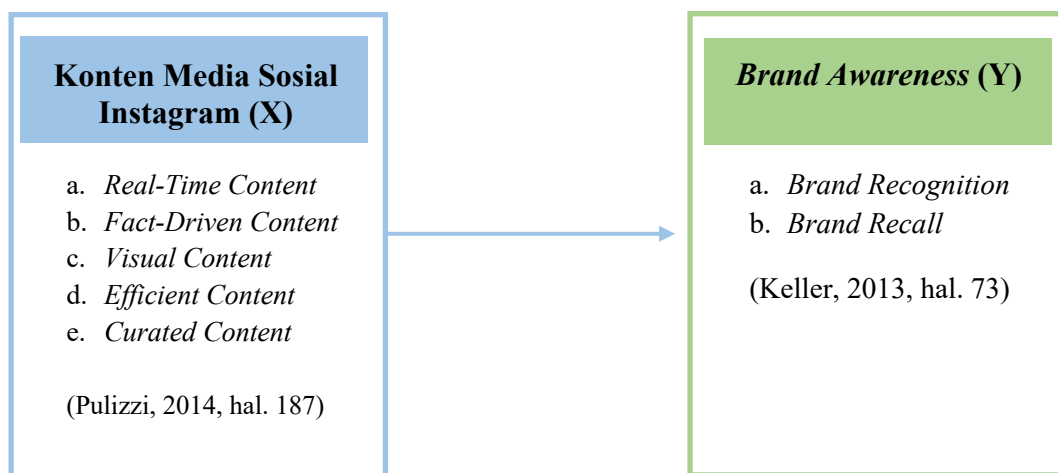 Konten Media Sosial
Instagram (X)
a. Real-Time Content
b. Fact-Driven Content
c. Visual Content
d. Efficient Content
e. Curated Content
(Pulizzi, 2014, hal. 187)
Brand Awareness (Y)
a. Brand Recognition
b. Brand Recall
(Keller, 2013, hal. 73)